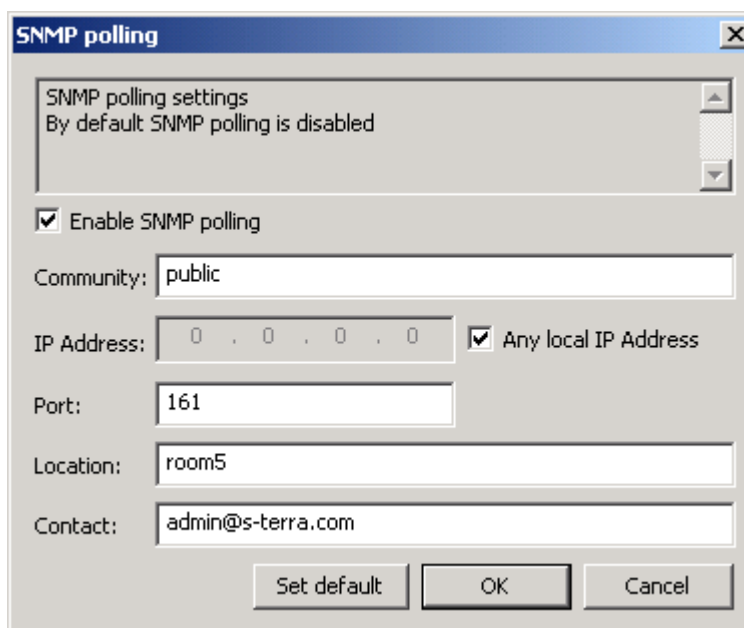 SNMP polling
SNMP polling settings
By default SNMP polling is disabled
Enable SNMP polling
Community: public
IP Address: 0 . 0 . 0 . 0 Any local IP Address
Port: 161
Location: room5
Contact: admin@s-terra.com
Set default OK Cancel